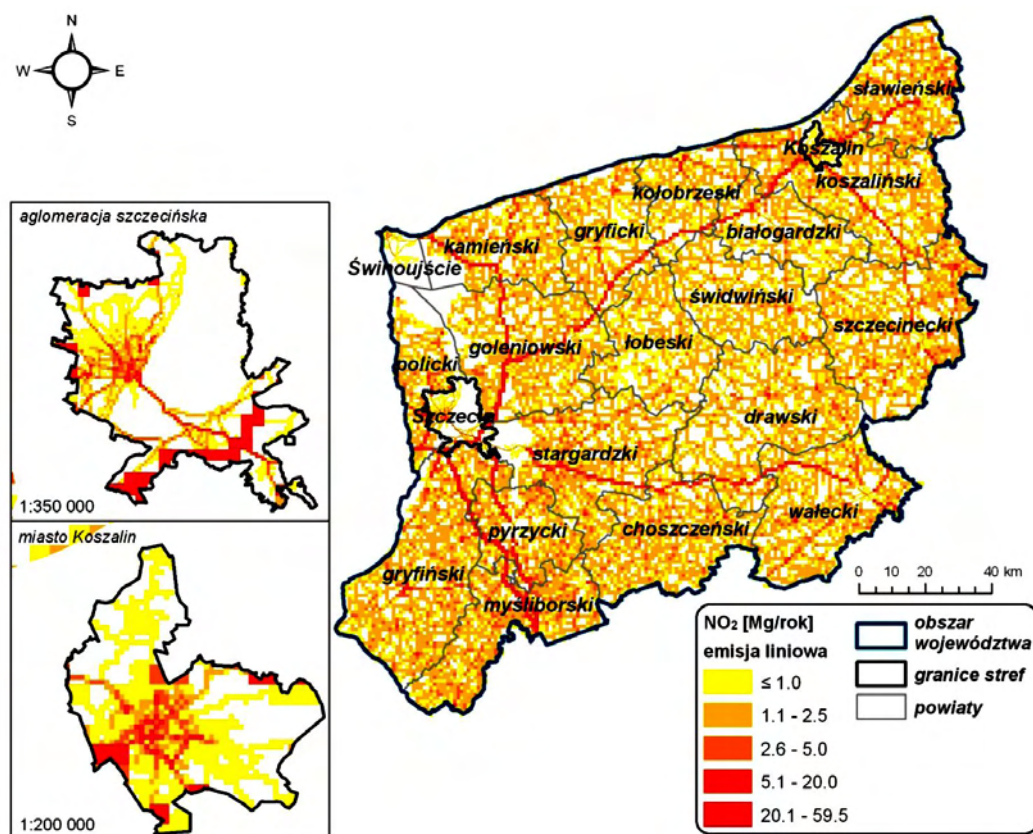 N
W E
S
aglomeracja szczecińska
1:350 000
miasto Koszalin
1:200 000
sławieński
Koszalin
koszaliński
kołobrzeski
gryficki
białogardzki
kamieński
Świnoujście
świdwiński
szczecinecki
goleniowski
łobeski
policki
drawski
stargardzki
wałecki
choszczeński
pyrzycki
gryfiński
myśliborski
0 10 20 40 km
NO₂ [Mg/rok]
emisja liniowa
≤ 1.0
1.1 - 2.5
2.6 - 5.0
5.1 - 20.0
20.1 - 59.5
obszar
województwa
granice stref
powiaty